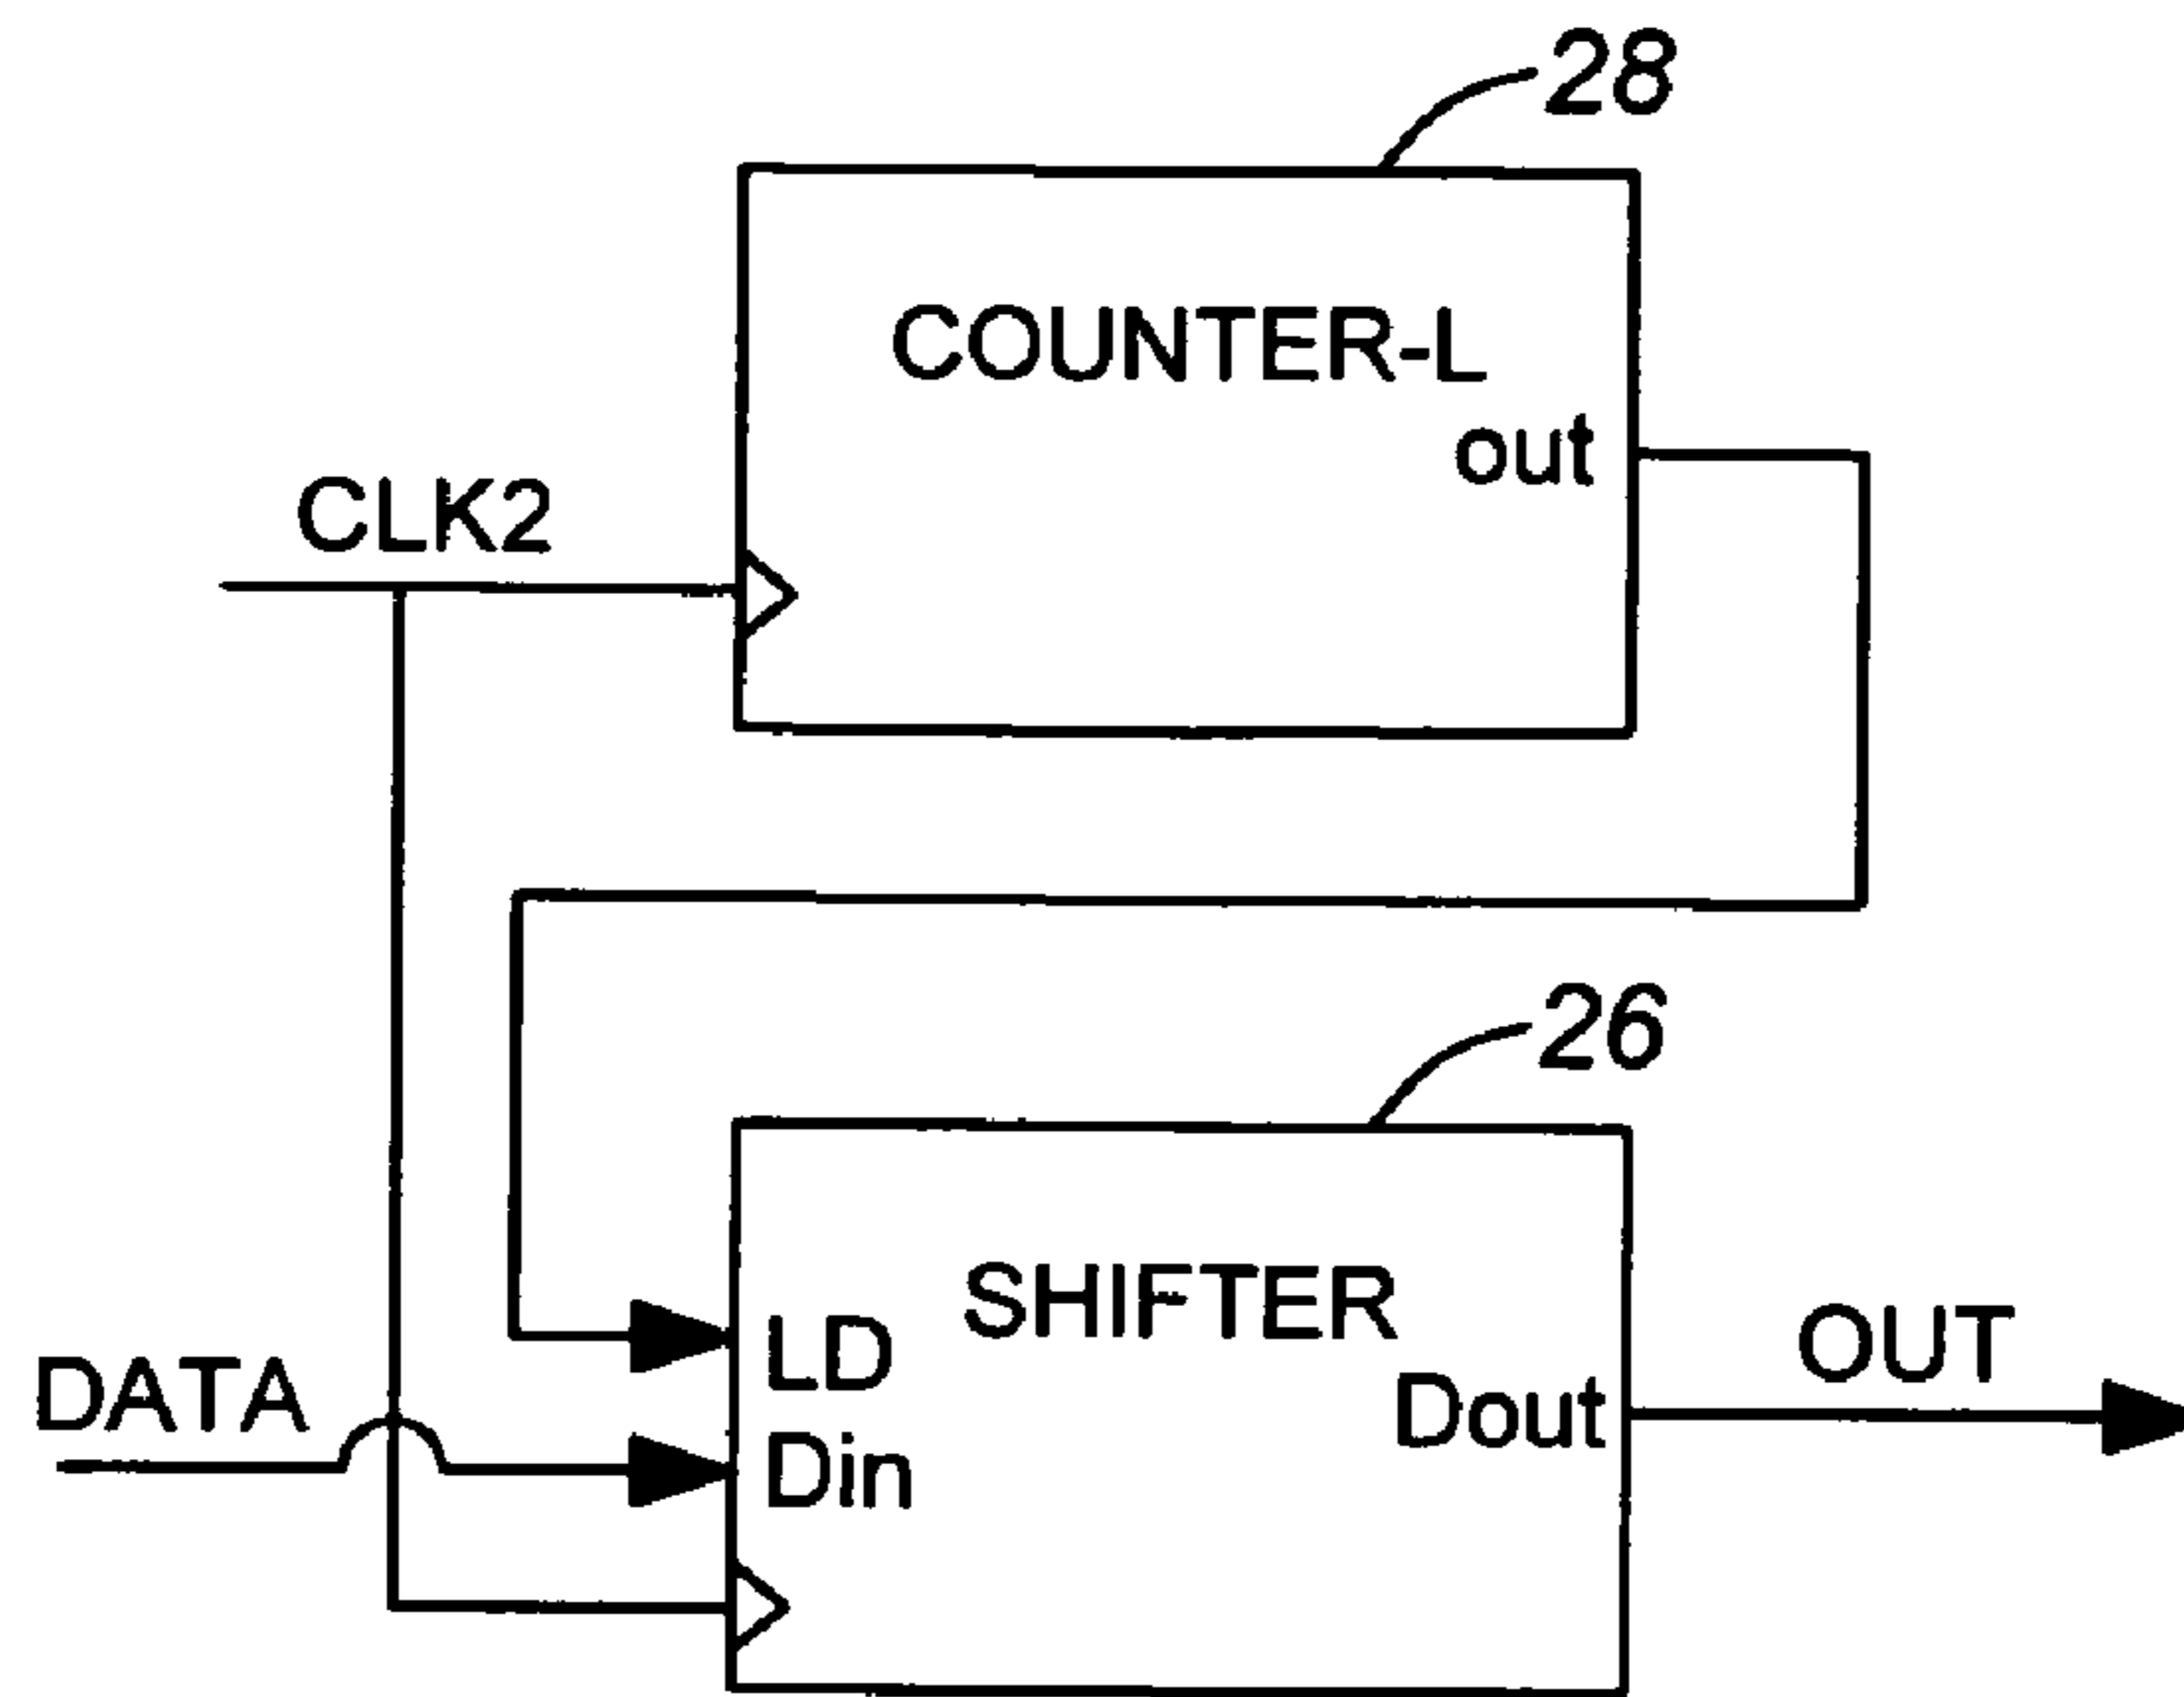 28
COUNTER-L
out
CLK2
26
SHIFTER
LD
OUT
DATA
Dout
Din